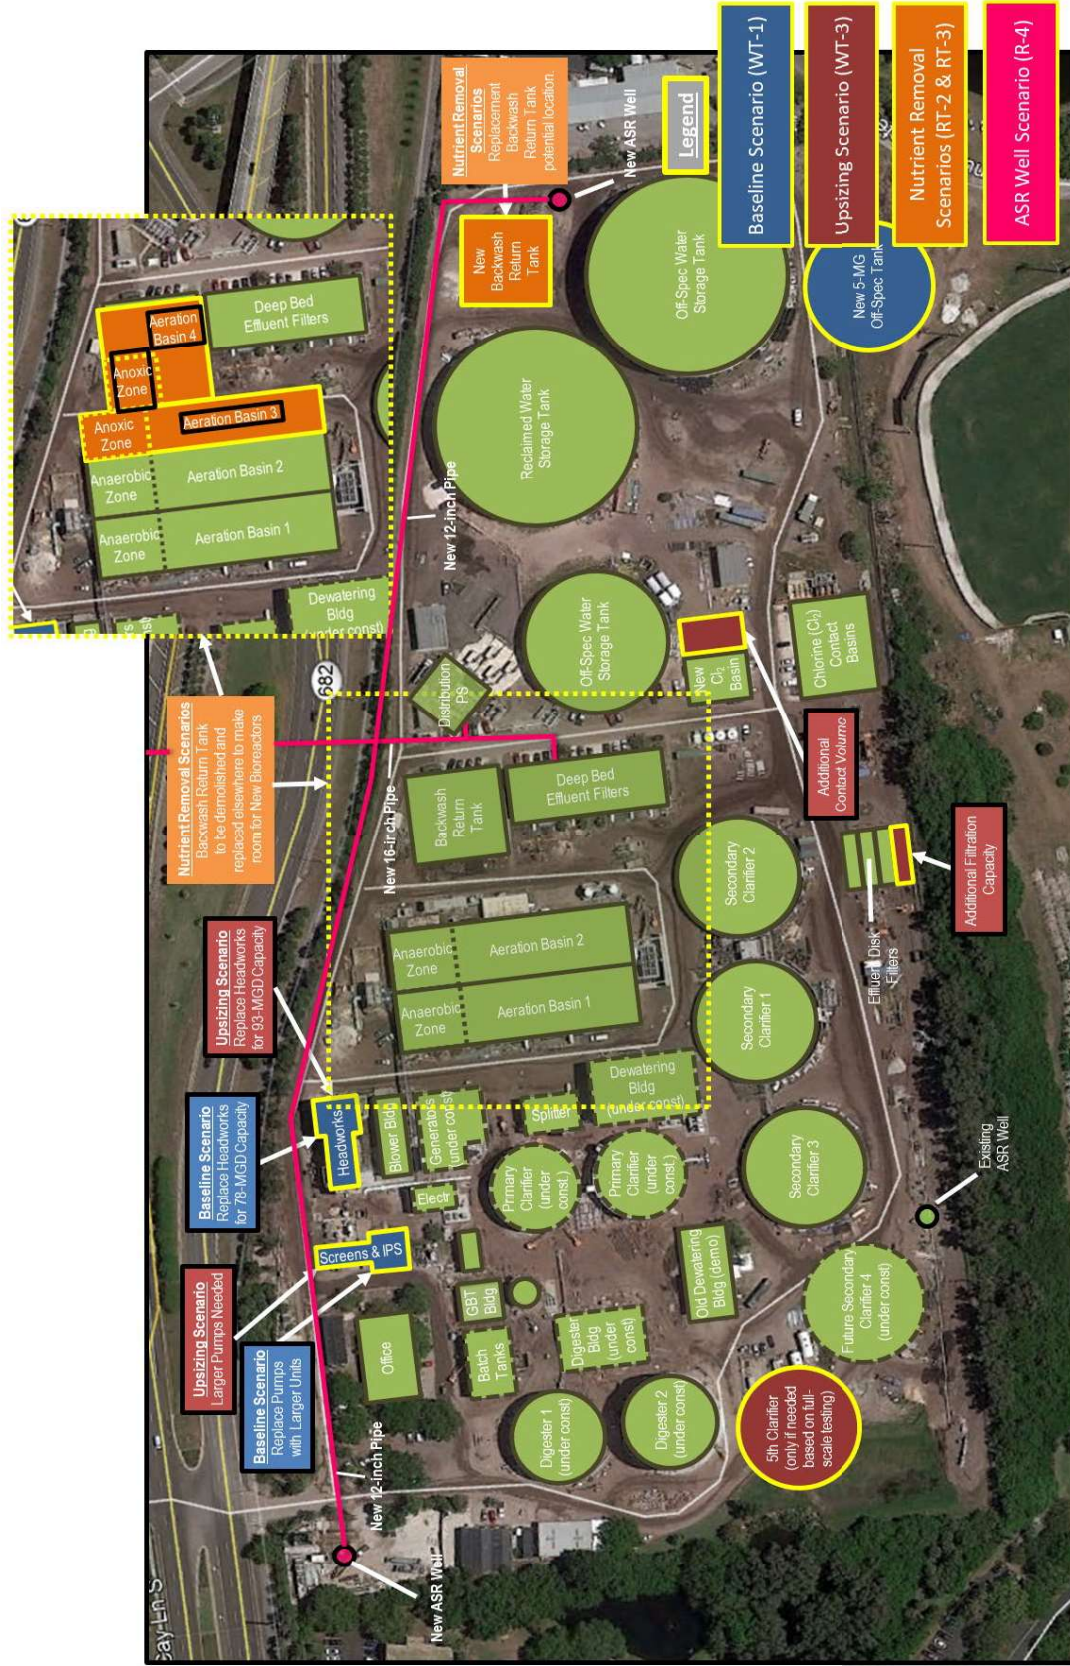 cay-Ln-S
682
Nutrient Removal Scenarios
Backwash Return Tank
to be demolished and
replaced elsewhere to make
room for New Bioreactors
Upsizing Scenario
Replace Headworks
for 93-MGD Capacity
Baseline Scenario
Replace Headworks
for 78-MGD Capacity
Upsizing Scenario
Larger Pumps Needed
Baseline Scenario
Replace Pumps
with Larger Units
New 12-inch Pipe
New ASR Well
Screens & IPS
Headworks
Office
GBT
Bldg
Batch
Tanks
Electr
Blower Bldg
Generators
(under const)
Splitter
Dewatering
Bldg
(under const)
Primary
Clarifier
(under
const)
Primary
Clarifier
(under
const.)
Digester
Bldg
(under
const)
Digester 1
(under const)
Digester 2
(under const)
Old Dewatering
Bldg (demo)
5th Clarifier
(only if needed
based on full-
scale testing)
Future Secondary
Clarifier 4
(under const)
Secondary
Clarifier 3
Existing
ASR Well
Secondary
Clarifier 1
Secondary
Clarifier 2
Anaerobic
Zone
Aeration Basin 1
Anaerobic
Zone
Aeration Basin 2
New 16-inch Pipe
Backwash
Return
Tank
Deep Bed
Effluent Filters
Distribution
PS
Effluent Disk
Filters
Additional Filtration
Capacity
Additional
Contact Volume
New
Cl₂
Basin
Chlorine (Cl₂)
Contact
Basins
Off-Spec Water
Storage Tank
New 12-inch Pipe
Reclaimed Water
Storage Tank
Off-Spec Water
Storage Tank
New 5-MG
Off-Spec Tank
New
Backwash
Return
Tank
New ASR Well
Nutrient Removal
Scenarios
Replacement
Backwash
Return Tank
potential location.
Anaerobic
Zone
Aeration Basin 1
Anaerobic
Zone
Aeration Basin 2
Anoxic
Zone
Aeration Basin 3
Anoxic
Zone
Aeration
Basin 4
Deep Bed
Effluent Filters
Dewatering
Bldg
(under const)
Legend
Baseline Scenario (WT-1)
Upsizing Scenario (WT-3)
Nutrient Removal
Scenarios (RT-2 & RT-3)
ASR Well Scenario (R-4)